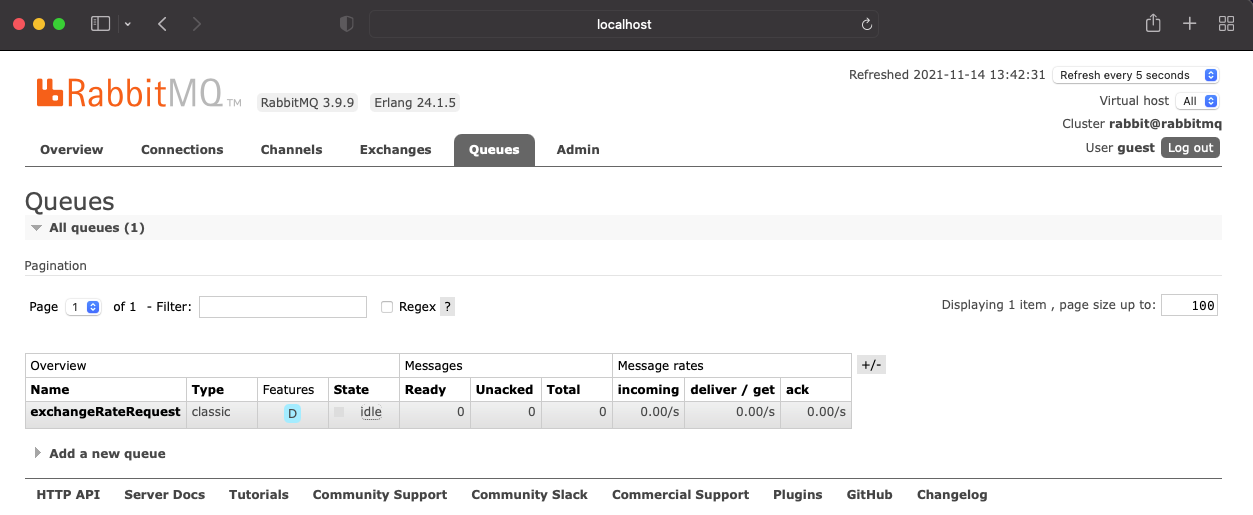 localhost
Refreshed 2021-11-14 13:42:31 Refresh every 5 seconds
RabbitMQ TM RabbitMQ 3.9.9 Erlang 24.1.5
Virtual host All
Cluster rabbit@rabbitmq
User guest Log out
Overview Connections Channels Exchanges Queues Admin
Queues
All queues (1)
Pagination
Page 1 of 1 - Filter: Regex ? Displaying 1 item , page size up to: 100
Overview Messages Message rates +/-
Name Type Features State Ready Unacked Total incoming deliver / get ack
exchangeRateRequest classic D idle 0 0 0 0.00/s 0.00/s 0.00/s
Add a new queue
HTTP API Server Docs Tutorials Community Support Community Slack Commercial Support Plugins GitHub Changelog